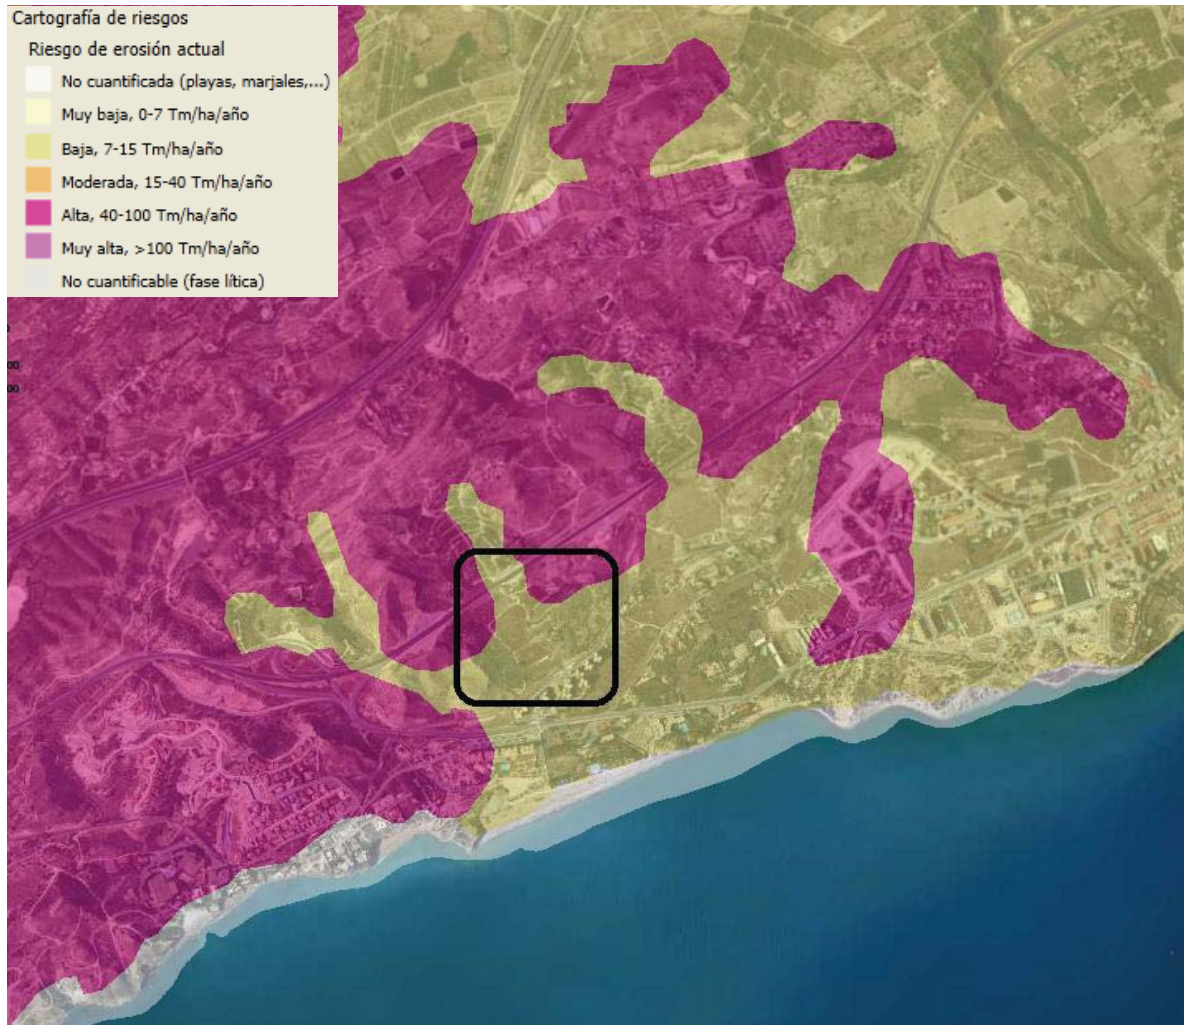 Cartografía de riesgos
Riesgo de erosión actual
No cuantificada (playas, marjales,...)
Muy baja, 0-7 Tm/ha/año
Baja, 7-15 Tm/ha/año
Moderada, 15-40 Tm/ha/año
Alta, 40-100 Tm/ha/año
Muy alta, >100 Tm/ha/año
No cuantificable (fase lítica)
00
00